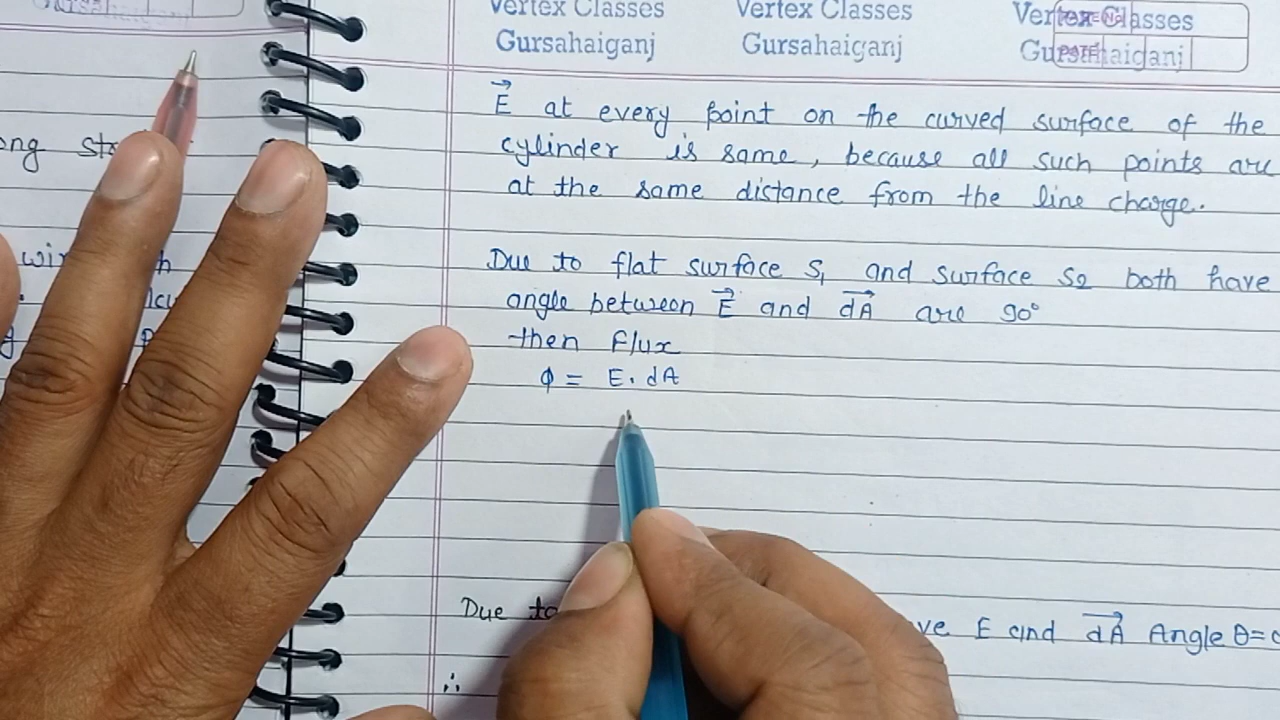 Vertex Classes Vertex Classes Vertex Classes
Gursahaiganj Gursahaiganj Gursahaiganj
E⃗ at every point on the curved surface of the
cylinder is same, because all such points are
at the same distance from the line charge.
Due to flat surface S₁ and surface S₂ both have
angle between E⃗ and dA⃗ are 90°
then Flux
ϕ = E. dA
Due to
ve E and dA⃗ Angle θ=
∴